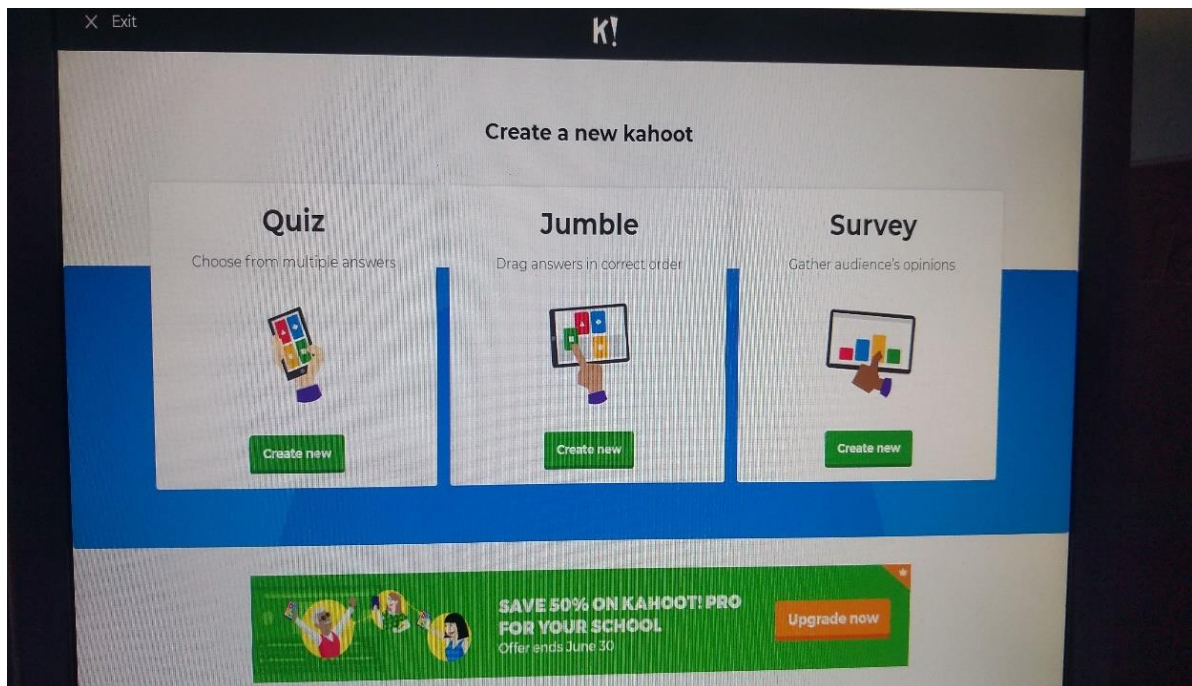 X Exit
K!
Create a new kahoot
Quiz
Choose from multiple answers
Create new
Jumble
Drag answers in correct order
Create new
Survey
Gather audience's opinions
Create new
SAVE 50% ON KAHOOT! PRO
FOR YOUR SCHOOL
Offer ends June 30
Upgrade now